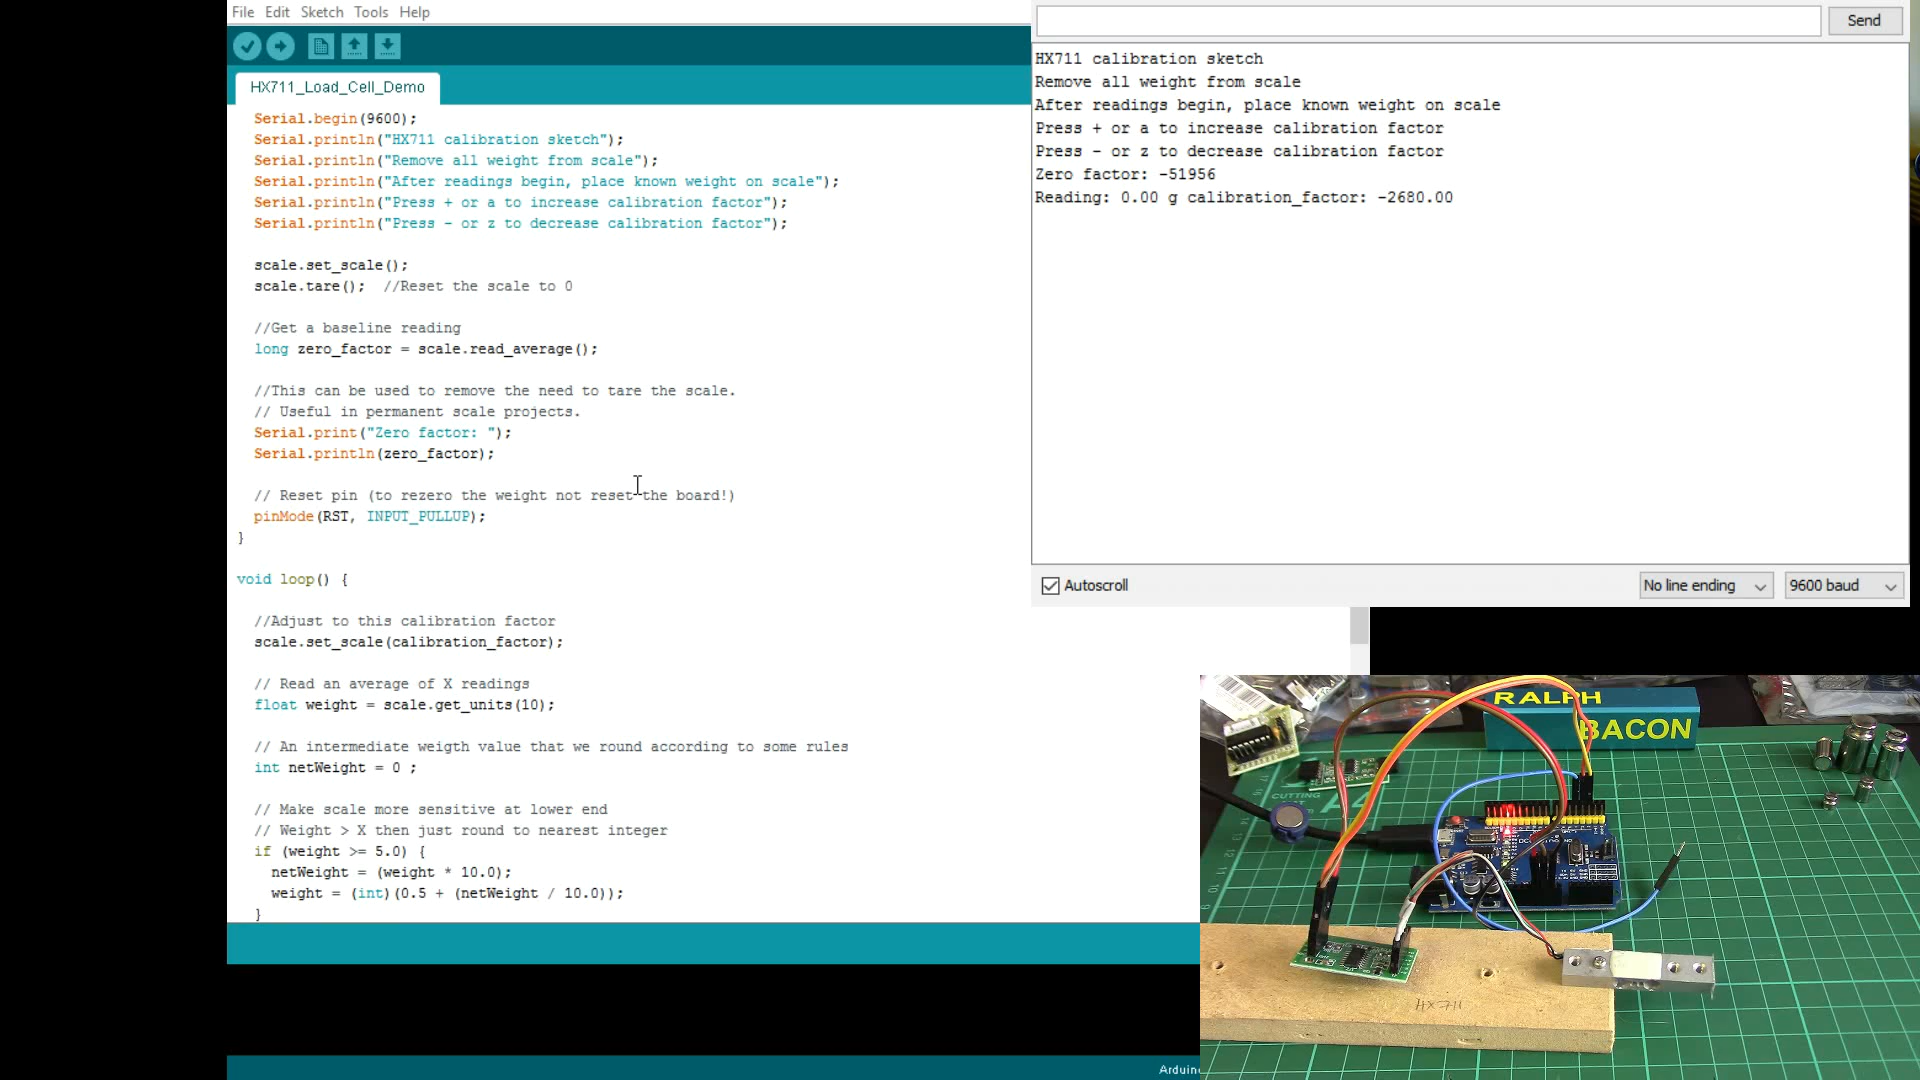 File Edit Sketch Tools Help
HX711_Load_Cell_Demo
Serial.begin(9600);
Serial.println("HX711 calibration sketch");
Serial.println("Remove all weight from scale");
Serial.println("After readings begin, place known weight on scale");
Serial.println("Press + or a to increase calibration factor");
Serial.println("Press - or z to decrease calibration factor");
scale.set_scale();
scale.tare();  //Reset the scale to 0
//Get a baseline reading
long zero_factor = scale.read_average();
//This can be used to remove the need to tare the scale.
// Useful in permanent scale projects.
Serial.print("Zero factor: ");
Serial.println(zero_factor);
// Reset pin (to rezero the weight not reset the board!)
pinMode(RST, INPUT_PULLUP);
}
void loop() {
//Adjust to this calibration factor
scale.set_scale(calibration_factor);
// Read an average of X readings
float weight = scale.get_units(10);
// An intermediate weigth value that we round according to some rules
int netWeight = 0 ;
// Make scale more sensitive at lower end
// Weight > X then just round to nearest integer
if (weight >= 5.0) {
netWeight = (weight * 10.0);
weight = (int)(0.5 + (netWeight / 10.0));
}
Send
HX711 calibration sketch
Remove all weight from scale
After readings begin, place known weight on scale
Press + or a to increase calibration factor
Press - or z to decrease calibration factor
Zero factor: -51956
Reading: 0.00 g calibration_factor: -2680.00
Autoscroll
No line ending
9600 baud
RALPH
BACON
CUTTING
HX711